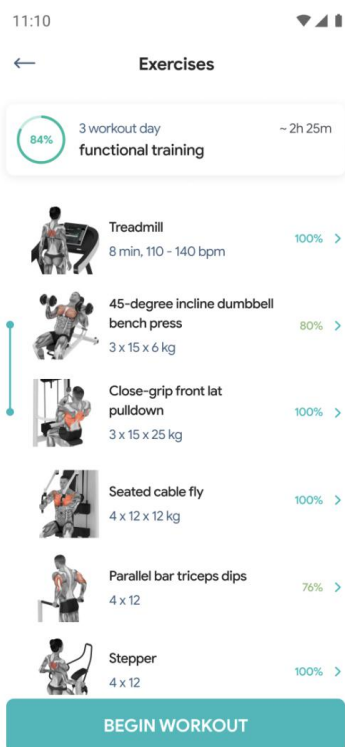 11:10
Exercises
84%
3 workout day
~ 2h 25m
functional training
Treadmill
8 min, 110 - 140 bpm
100%
45-degree incline dumbbell
bench press
3 x 15 x 6 kg
80%
Close-grip front lat
pulldown
3 x 15 x 25 kg
100%
Seated cable fly
4 x 12 x 12 kg
100%
Parallel bar triceps dips
4 x 12
76%
Stepper
4 x 12
100%
BEGIN WORKOUT